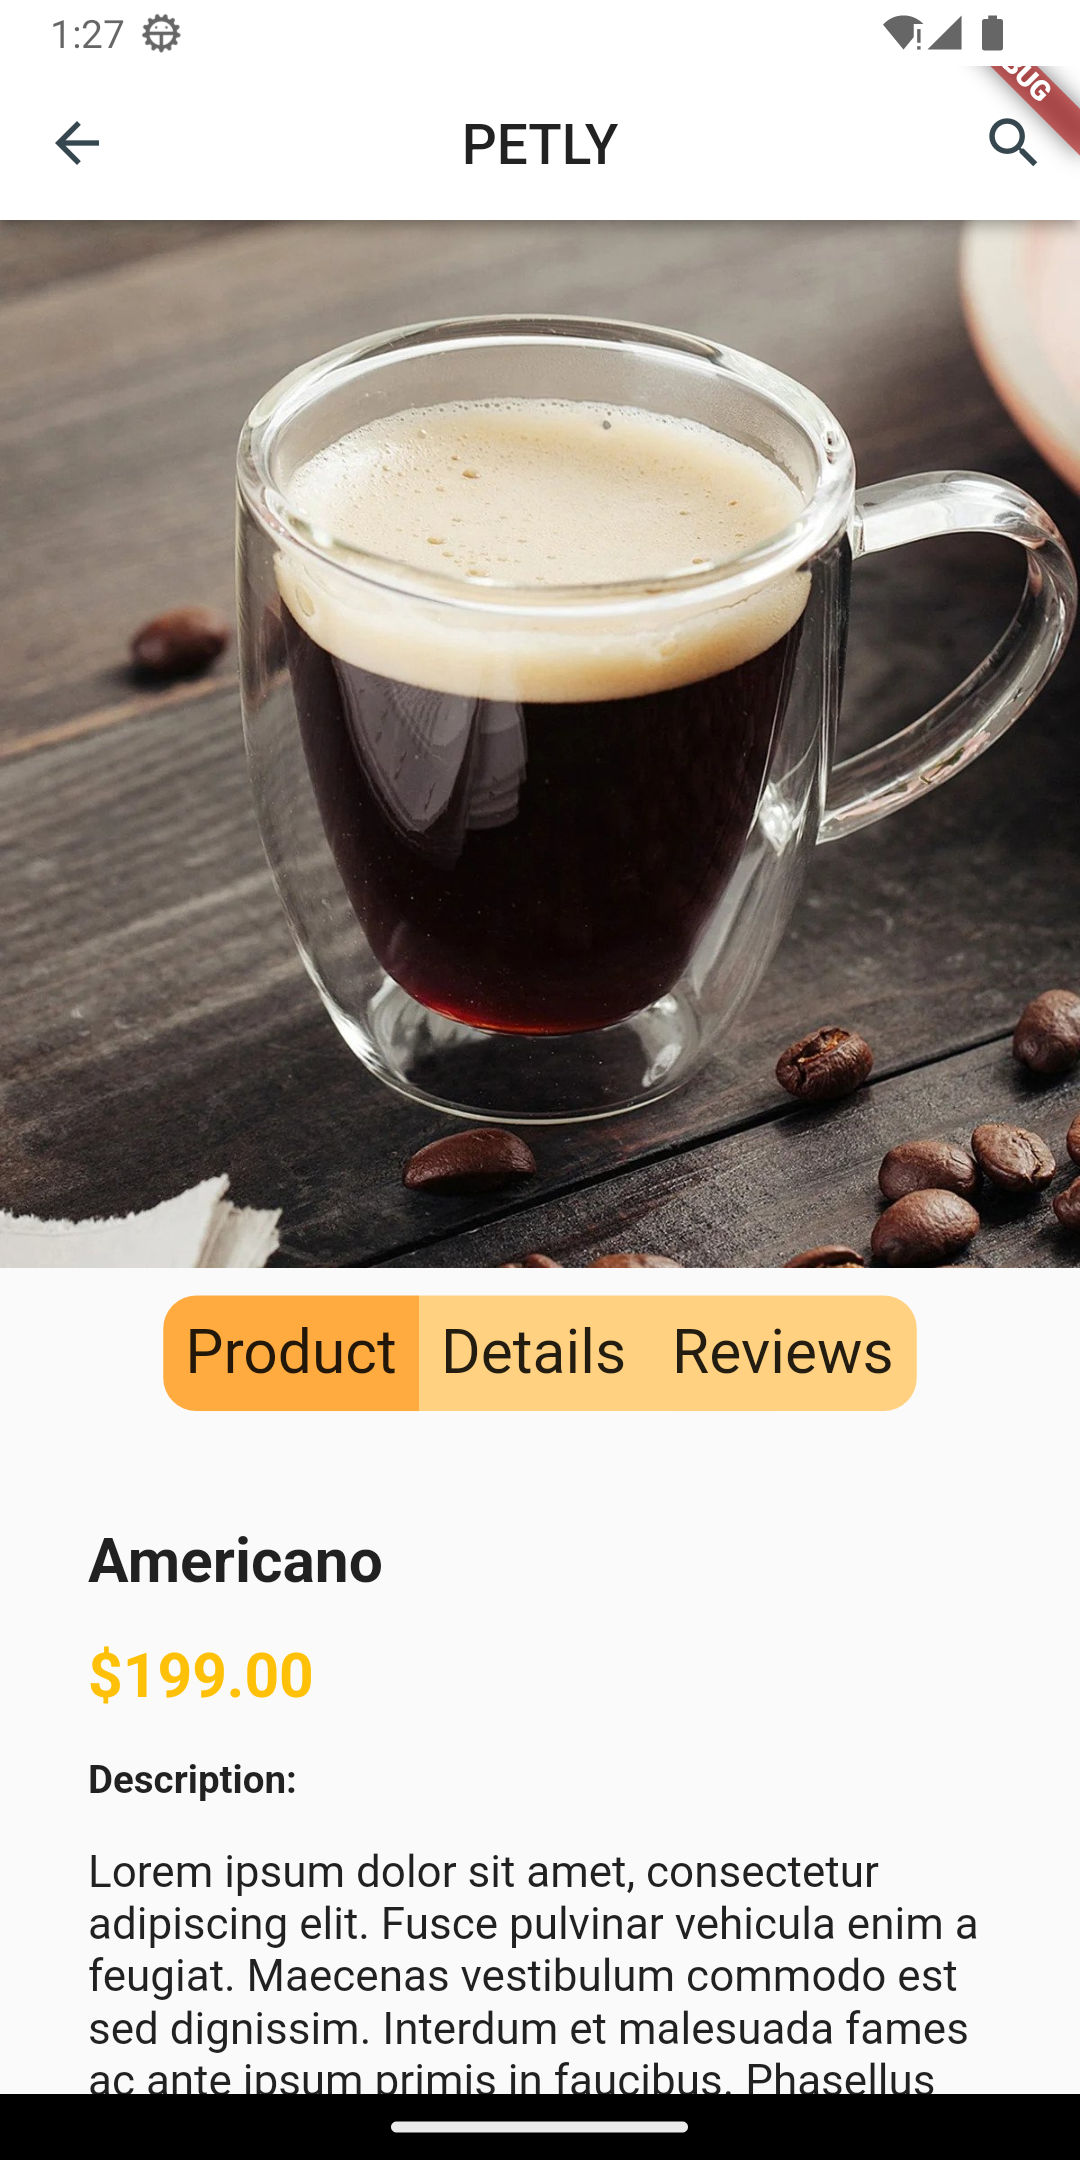 1:27
PETLY
Product Details Reviews
Americano
$199.00
Description:
Lorem ipsum dolor sit amet, consectetur
adipiscing elit. Fusce pulvinar vehicula enim a
feugiat. Maecenas vestibulum commodo est
sed dignissim. Interdum et malesuada fames
ac ante ipsum primis in faucibus. Phasellus